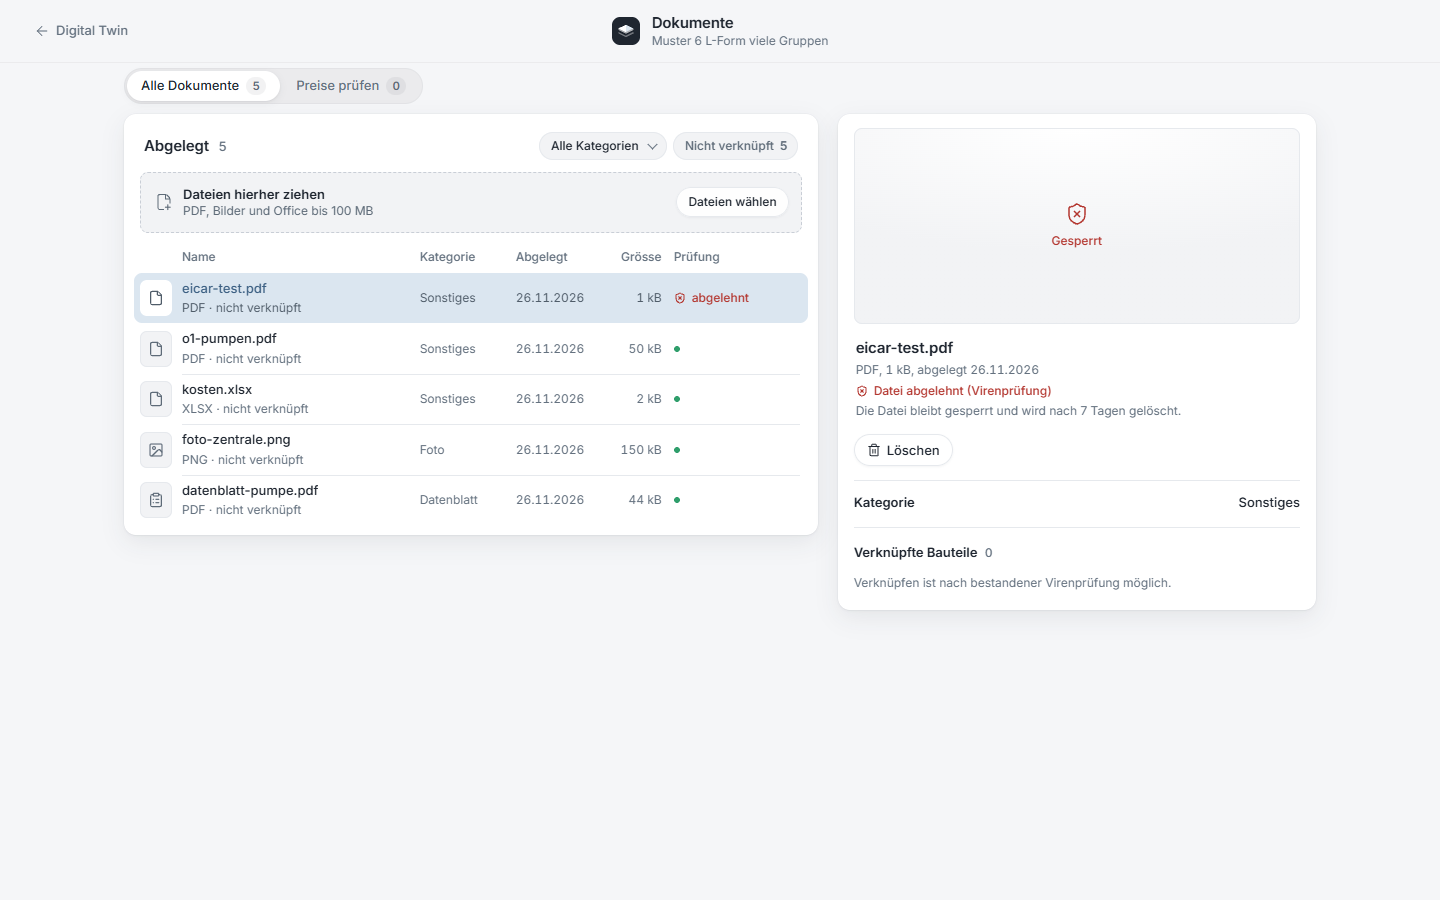 Digital Twin
Dokumente
Muster 6 L-Form viele Gruppen
Alle Dokumente 5
Preise prüfen 0
Abgelegt 5
Alle Kategorien
Nicht verknüpft 5
Dateien hierher ziehen
PDF, Bilder und Office bis 100 MB
Dateien wählen
Name Kategorie Abgelegt Grösse Prüfung
eicar-test.pdf
PDF · nicht verknüpft
Sonstiges 26.11.2026 1 kB abgelehnt
o1-pumpen.pdf
PDF · nicht verknüpft
Sonstiges 26.11.2026 50 kB
kosten.xlsx
XLSX · nicht verknüpft
Sonstiges 26.11.2026 2 kB
foto-zentrale.png
PNG · nicht verknüpft
Foto 26.11.2026 150 kB
datenblatt-pumpe.pdf
PDF · nicht verknüpft
Datenblatt 26.11.2026 44 kB
Gesperrt
eicar-test.pdf
PDF, 1 kB, abgelegt 26.11.2026
Datei abgelehnt (Virenprüfung)
Die Datei bleibt gesperrt und wird nach 7 Tagen gelöscht.
Löschen
Kategorie Sonstiges
Verknüpfte Bauteile 0
Verknüpfen ist nach bestandener Virenprüfung möglich.